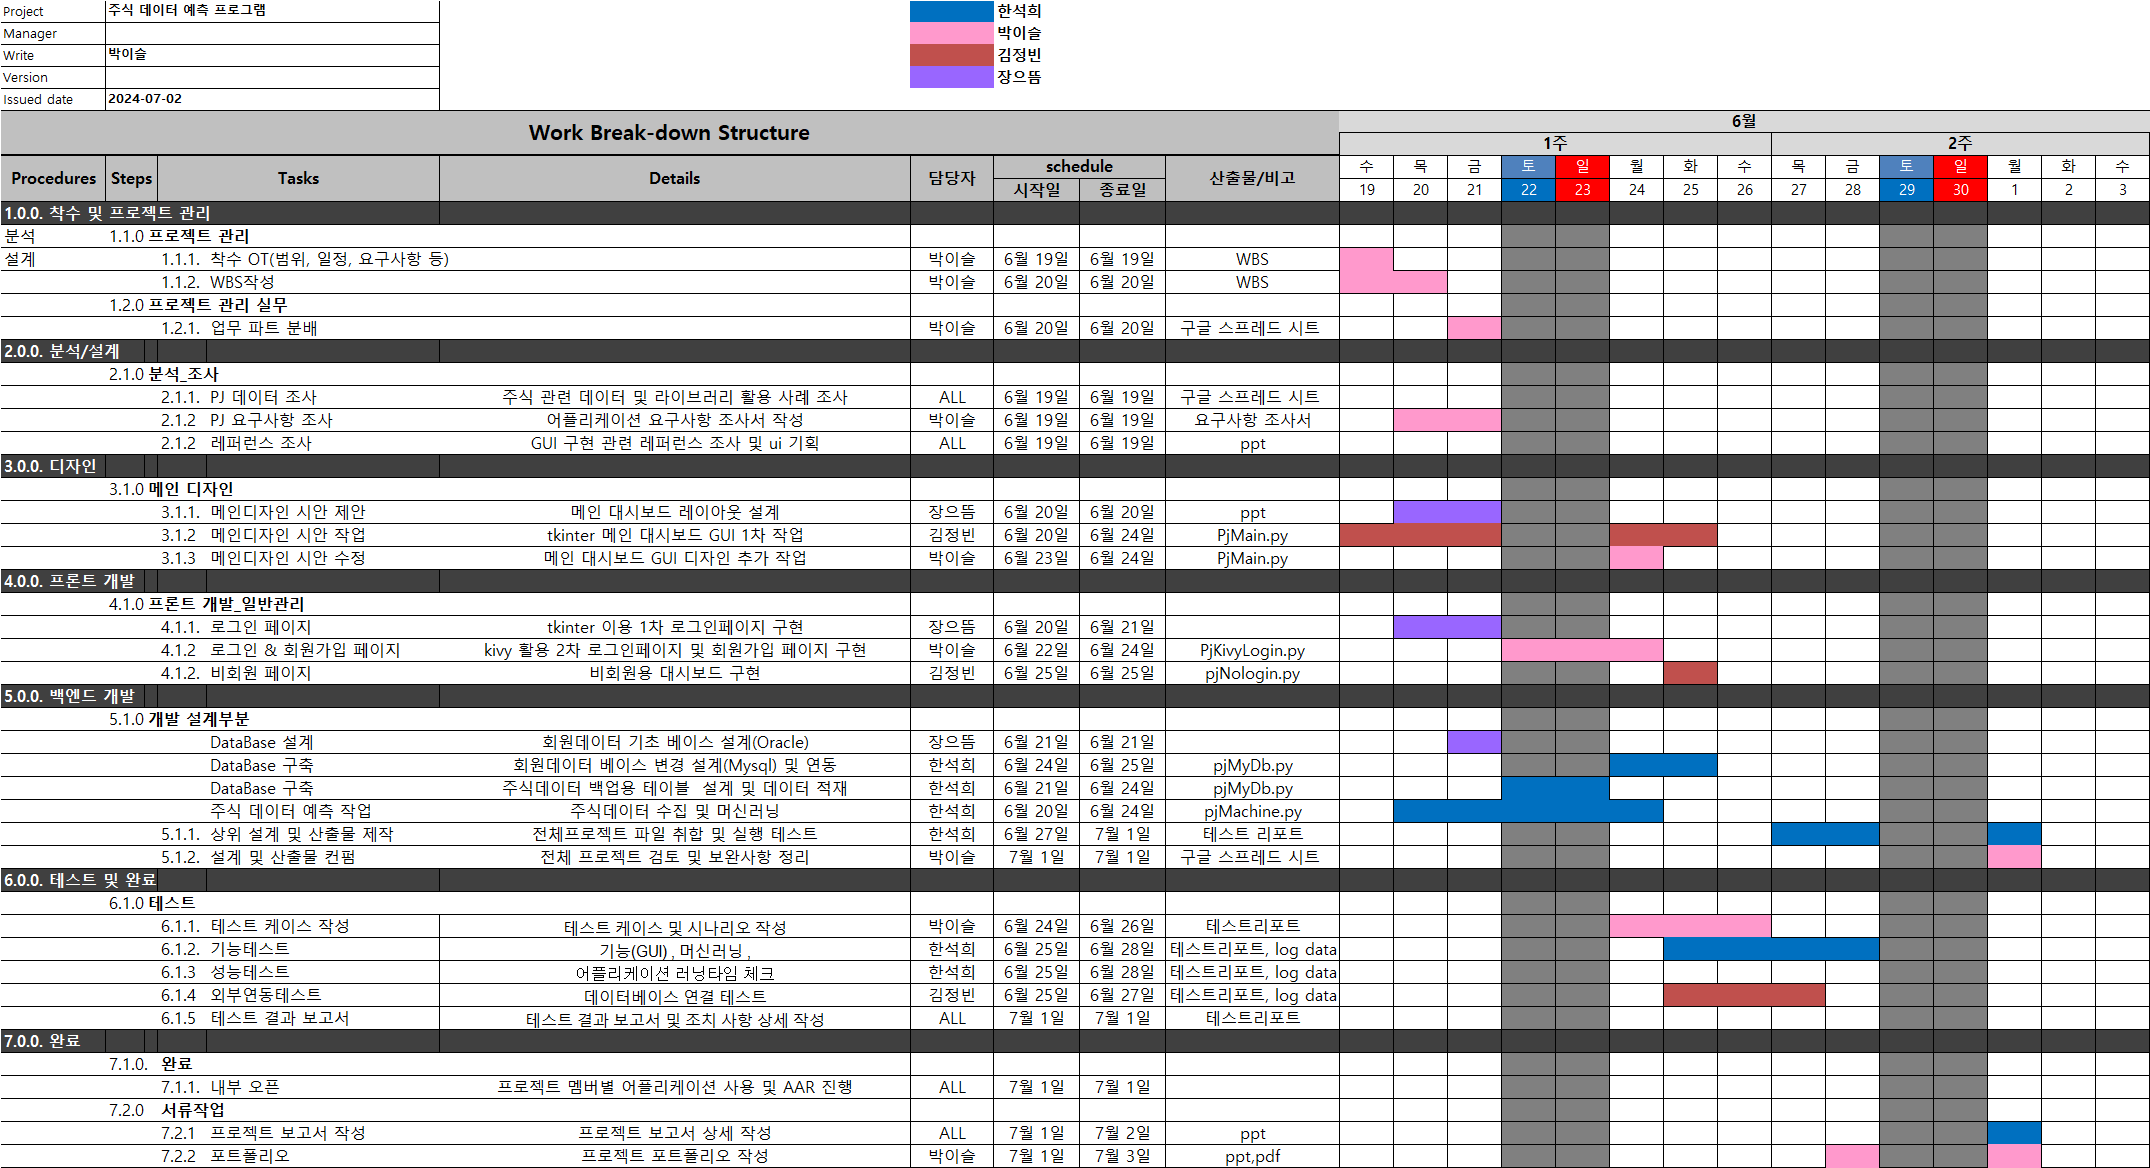 Project 주식 데이터 예측 프로그램 한석희
Manager 박이슬
Write 박이슬 김정빈
Version 장으뜸
Issued date 2024-07-02
Work Break-down Structure 6월
1주 2주
Procedures Steps Tasks Details 담당자 schedule 산출물/비고 수 목 금 토 일 월 화 수 목 금 토 일 월 화 수
시작일 종료일 19 20 21 22 23 24 25 26 27 28 29 30 1 2 3
1.0.0. 착수 및 프로젝트 관리
분석 1.1.0 프로젝트 관리
설계 1.1.1. 착수 OT(범위, 일정, 요구사항 등) 박이슬 6월 19일 6월 19일 WBS
1.1.2. WBS작성 박이슬 6월 20일 6월 20일 WBS
1.2.0 프로젝트 관리 실무
1.2.1. 업무 파트 분배 박이슬 6월 20일 6월 20일 구글 스프레드 시트
2.0.0. 분석/설계
2.1.0 분석_조사
2.1.1. PJ 데이터 조사 주식 관련 데이터 및 라이브러리 활용 사례 조사 ALL 6월 19일 6월 19일 구글 스프레드 시트
2.1.2 PJ 요구사항 조사 어플리케이션 요구사항 조사서 작성 박이슬 6월 19일 6월 19일 요구사항 조사서
2.1.2 레퍼런스 조사 GUI 구현 관련 레퍼런스 조사 및 ui 기획 ALL 6월 19일 6월 19일 ppt
3.0.0. 디자인
3.1.0 메인 디자인
3.1.1. 메인디자인 시안 제안 메인 대시보드 레이아웃 설계 장으뜸 6월 20일 6월 20일 ppt
3.1.2 메인디자인 시안 작업 tkinter 메인 대시보드 GUI 1차 작업 김정빈 6월 20일 6월 24일 PjMain.py
3.1.3 메인디자인 시안 수정 메인 대시보드 GUI 디자인 추가 작업 박이슬 6월 23일 6월 24일 PjMain.py
4.0.0. 프론트 개발
4.1.0 프론트 개발_일반관리
4.1.1. 로그인 페이지 tkinter 이용 1차 로그인페이지 구현 장으뜸 6월 20일 6월 21일
4.1.2 로그인 & 회원가입 페이지 kivy 활용 2차 로그인페이지 및 회원가입 페이지 구현 박이슬 6월 22일 6월 24일 PjKivyLogin.py
4.1.2. 비회원 페이지 비회원용 대시보드 구현 김정빈 6월 25일 6월 25일 pjNologin.py
5.0.0. 백엔드 개발
5.1.0 개발 설계부분
DataBase 설계 회원데이터 기초 베이스 설계(Oracle) 장으뜸 6월 21일 6월 21일
DataBase 구축 회원데이터 베이스 변경 설계(Mysql) 및 연동 한석희 6월 24일 6월 25일 pjMyDb.py
DataBase 구축 주식데이터 백업용 테이블 설계 및 데이터 적재 한석희 6월 21일 6월 24일 pjMyDb.py
주식 데이터 예측 작업 주식데이터 수집 및 머신러닝 한석희 6월 20일 6월 24일 pjMachine.py
5.1.1. 상위 설계 및 산출물 제작 전체프로젝트 파일 취합 및 실행 테스트 한석희 6월 27일 7월 1일 테스트 리포트
5.1.2. 설계 및 산출물 컨펌 전체 프로젝트 검토 및 보완사항 정리 박이슬 7월 1일 7월 1일 구글 스프레드 시트
6.0.0. 테스트 및 완료
6.1.0 테스트
6.1.1. 테스트 케이스 작성 테스트 케이스 및 시나리오 작성 박이슬 6월 24일 6월 26일 테스트리포트
6.1.2. 기능테스트 기능(GUI) , 머신러닝 , 한석희 6월 25일 6월 28일 테스트리포트, log data
6.1.3 성능테스트 어플리케이션 러닝타임 체크 한석희 6월 25일 6월 28일 테스트리포트, log data
6.1.4 외부연동테스트 데이터베이스 연결 테스트 김정빈 6월 25일 6월 27일 테스트리포트, log data
6.1.5 테스트 결과 보고서 테스트 결과 보고서 및 조치 사항 상세 작성 ALL 7월 1일 7월 1일 테스트리포트
7.0.0. 완료
7.1.0. 완료
7.1.1. 내부 오픈 프로젝트 멤버별 어플리케이션 사용 및 AAR 진행 ALL 7월 1일 7월 1일
7.2.0 서류작업
7.2.1 프로젝트 보고서 작성 프로젝트 보고서 상세 작성 ALL 7월 1일 7월 2일 ppt
7.2.2 포트폴리오 프로젝트 포트폴리오 작성 박이슬 7월 1일 7월 3일 ppt,pdf